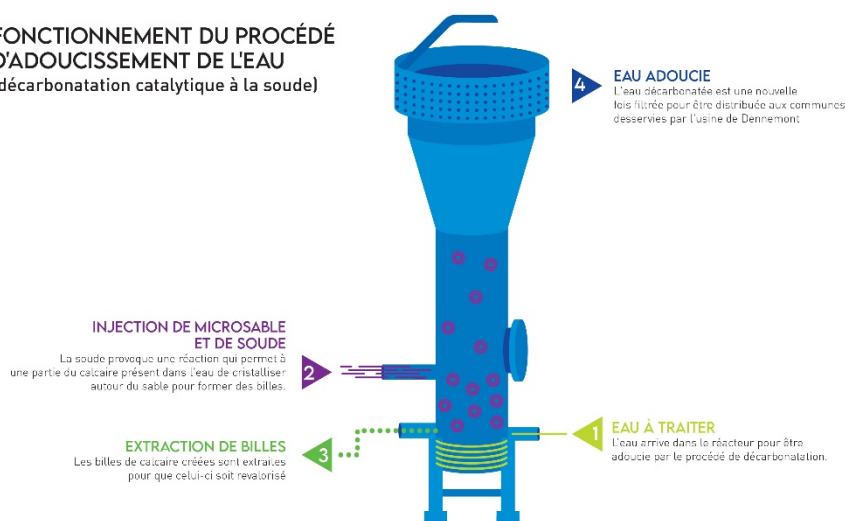 FONCTIONNEMENT DU PROCÉDÉ
D'ADOUCISSEMENT DE L'EAU
(décarbonatation catalytique à la soude)
4
EAU ADOUCIE
L'eau décarbonatée est une nouvelle
fois filtrée pour être distribuée aux communes
desservies par l'usine de Dennemont
INJECTION DE MICROSABLE
ET DE SOUDE
La soude provoque une réaction qui permet à
une partie du calcaire présent dans l'eau de cristalliser
autour du sable pour former des billes.
2
EXTRACTION DE BILLES
Les billes de calcaire créées sont extraites
pour que celui-ci soit revalorisé
3
1
EAU À TRAITER
L'eau arrive dans le réacteur pour être
adoucie par le procédé de décarbonatation.